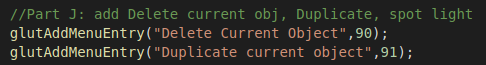 //Part J: add Delete current obj, Duplicate, spot light
glutAddMenuEntry("Delete Current Object",90);
glutAddMenuEntry("Duplicate current object",91);